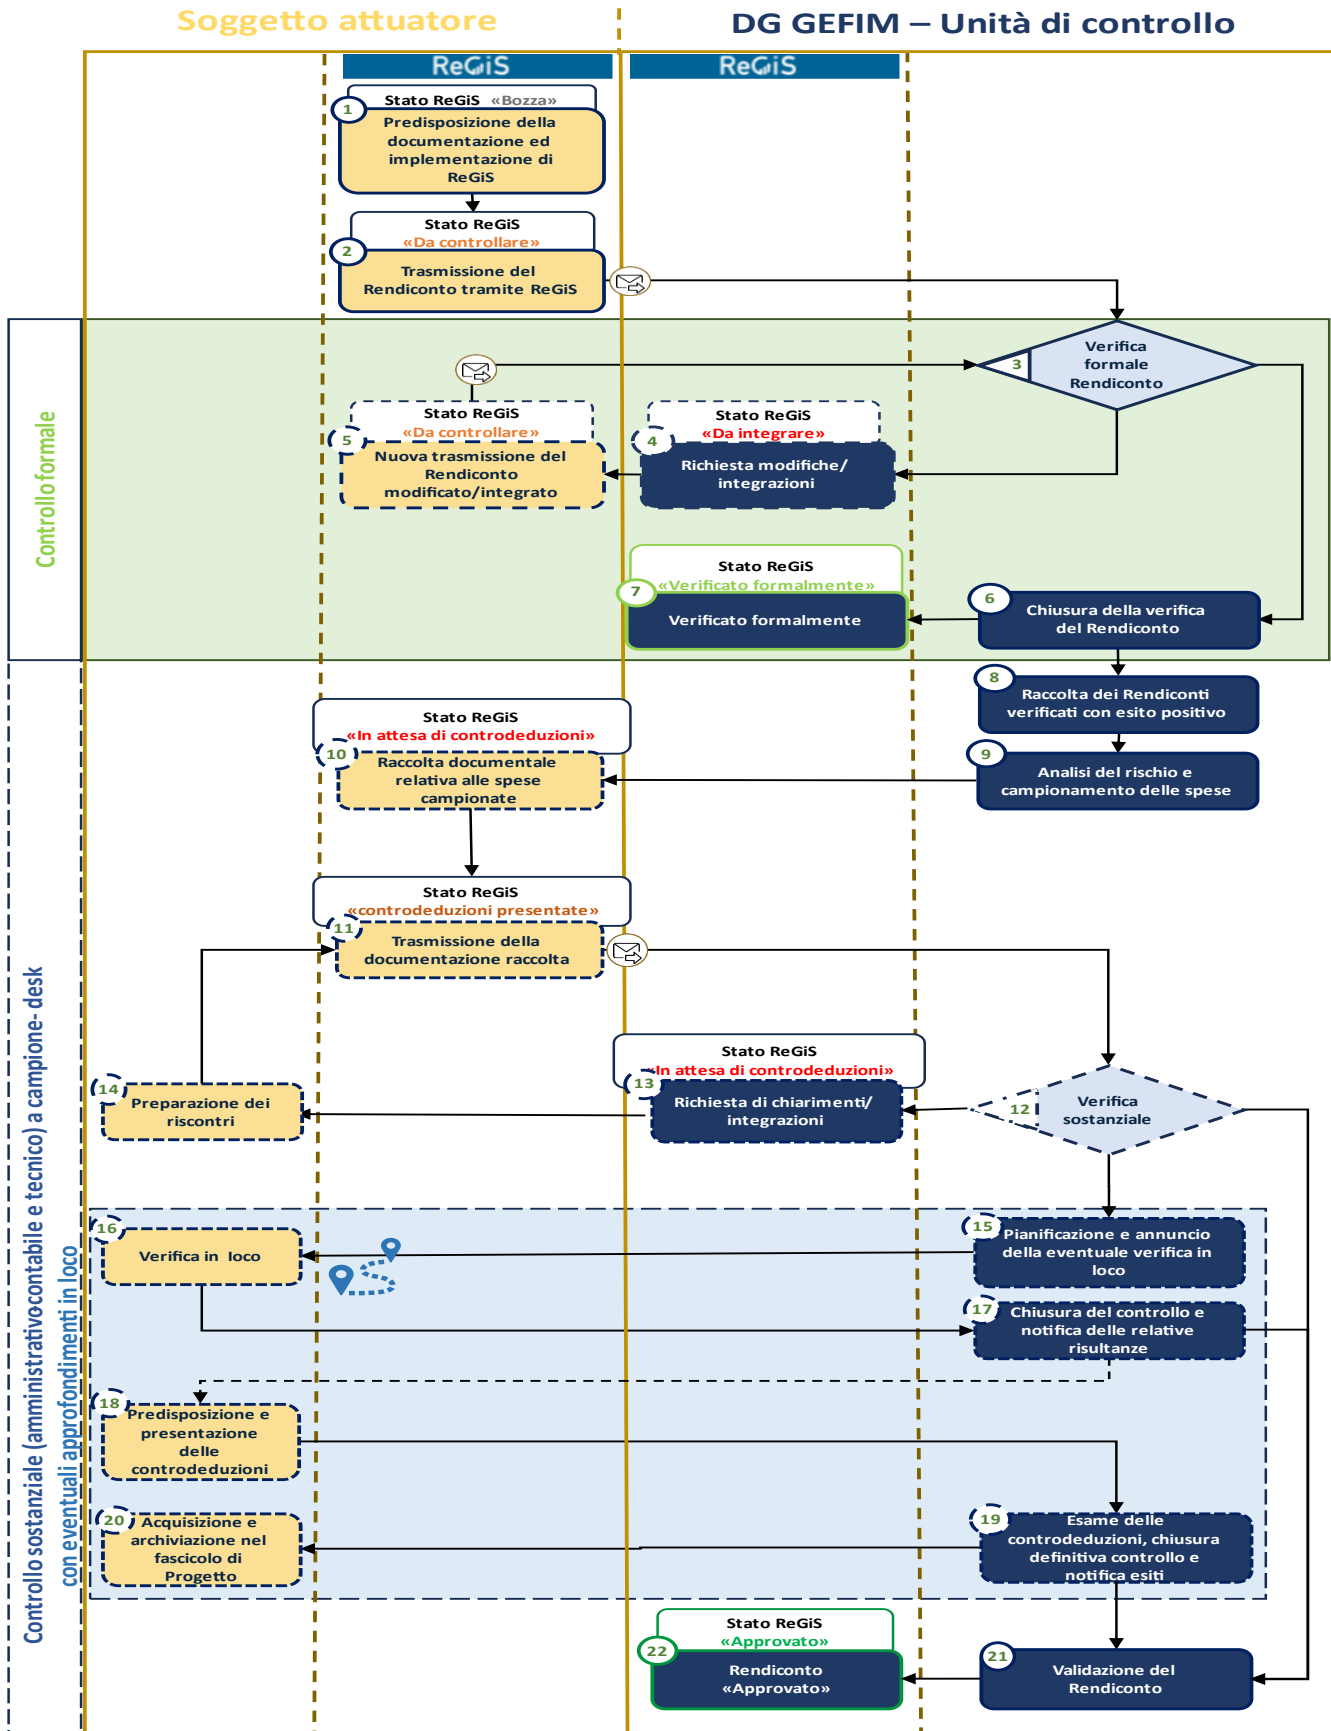 Soggetto attuatore
DG GEFIM – Unità di controllo
ReGiS
ReGiS
Stato ReGiS «Bozza»
1
Predisposizione della
documentazione ed
implementazione di
ReGiS
Stato ReGiS
«Da controllare»
2
Trasmissione del
Rendiconto tramite ReGiS
Controllo formale
3
Verifica
formale
Rendiconto
Stato ReGiS
«Da controllare»
5
Nuova trasmissione del
Rendiconto
modificato/integrato
Stato ReGiS
«Da integrare»
4
Richiesta modifiche/
integrazioni
Stato ReGiS
«Verificato formalmente»
7
Verificato formalmente
6
Chiusura della verifica
del Rendiconto
Controllo sostanziale (amministrativo-contabile e tecnico) a campione- desk
con eventuali approfondimenti in loco
8
Raccolta dei Rendiconti
verificati con esito positivo
Stato ReGiS
«In attesa di controdeduzioni»
10
Raccolta documentale
relativa alle spese
campionate
9
Analisi del rischio e
campionamento delle spese
Stato ReGiS
«controdeduzioni presentate»
11
Trasmissione della
documentazione raccolta
Stato ReGiS
«In attesa di controdeduzioni»
13
Richiesta di chiarimenti/
integrazioni
12
Verifica
sostanziale
14
Preparazione dei
riscontri
16
Verifica in loco
15
Pianificazione e annuncio
della eventuale verifica in
loco
17
Chiusura del controllo e
notifica delle relative
risultanze
18
Predisposizione e
presentazione
delle
controdeduzioni
20
Acquisizione e
archiviazione nel
fascicolo di
Progetto
19
Esame delle
controdeduzioni, chiusura
definitiva controllo e
notifica esiti
Stato ReGiS
«Approvato»
22
Rendiconto
«Approvato»
21
Validazione del
Rendiconto